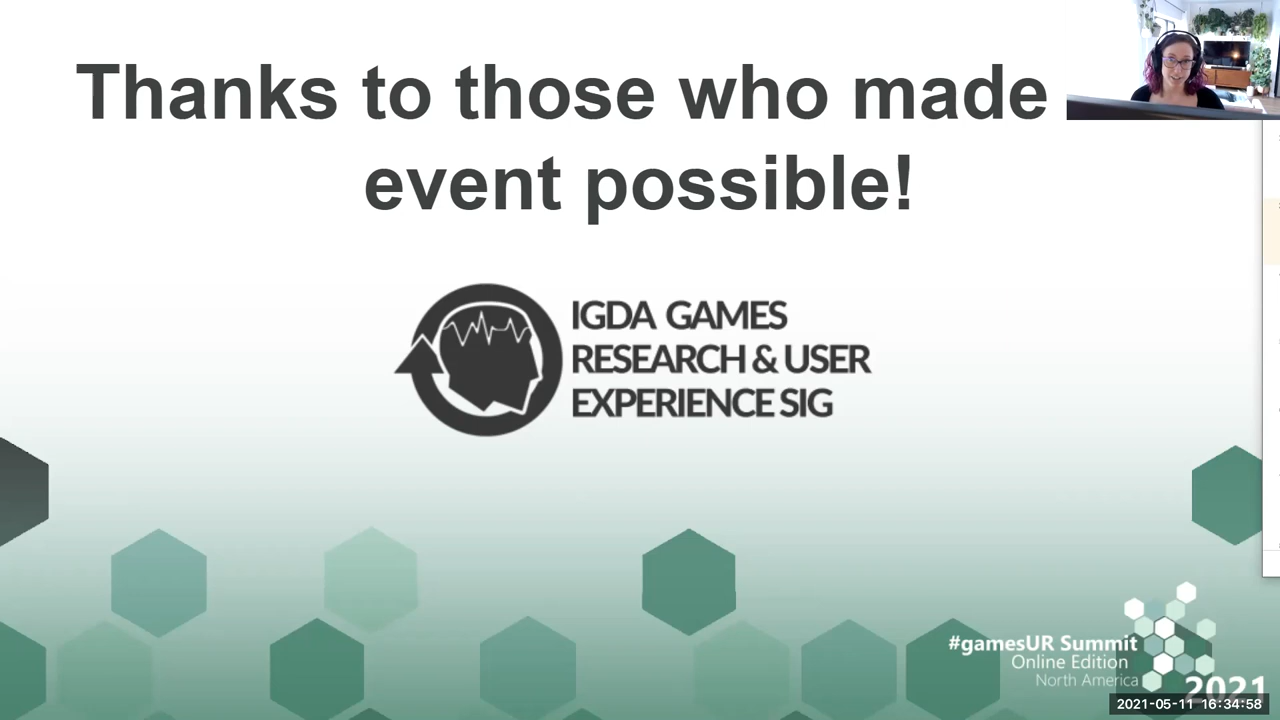 Thanks to those who made
event possible!
IGDA GAMES
RESEARCH & USER
EXPERIENCE SIG
#gamesUR Summit
Online Edition
North America
2021
2021-05-11 16:34:58